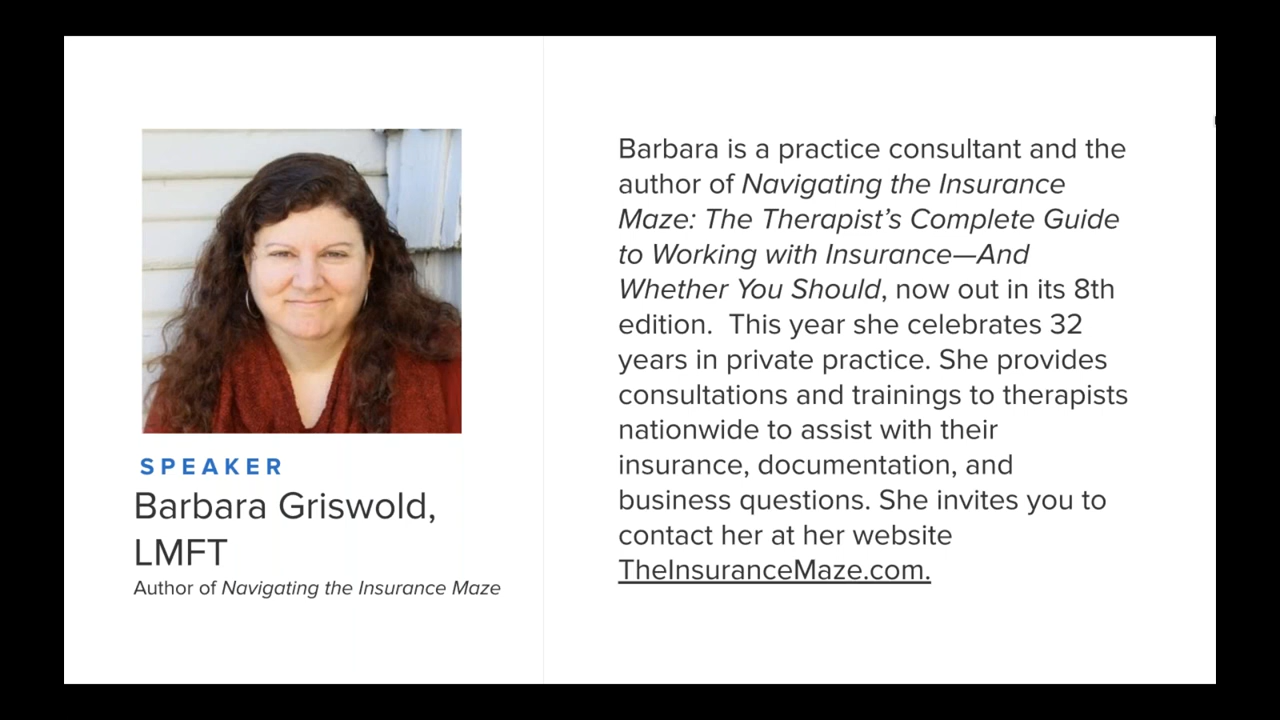 SPEAKER
Barbara Griswold,
LMFT
Author of Navigating the Insurance Maze
Barbara is a practice consultant and the
author of Navigating the Insurance
Maze: The Therapist’s Complete Guide
to Working with Insurance—And
Whether You Should, now out in its 8th
edition.  This year she celebrates 32
years in private practice. She provides
consultations and trainings to therapists
nationwide to assist with their
insurance, documentation, and
business questions. She invites you to
contact her at her website
TheInsuranceMaze.com.